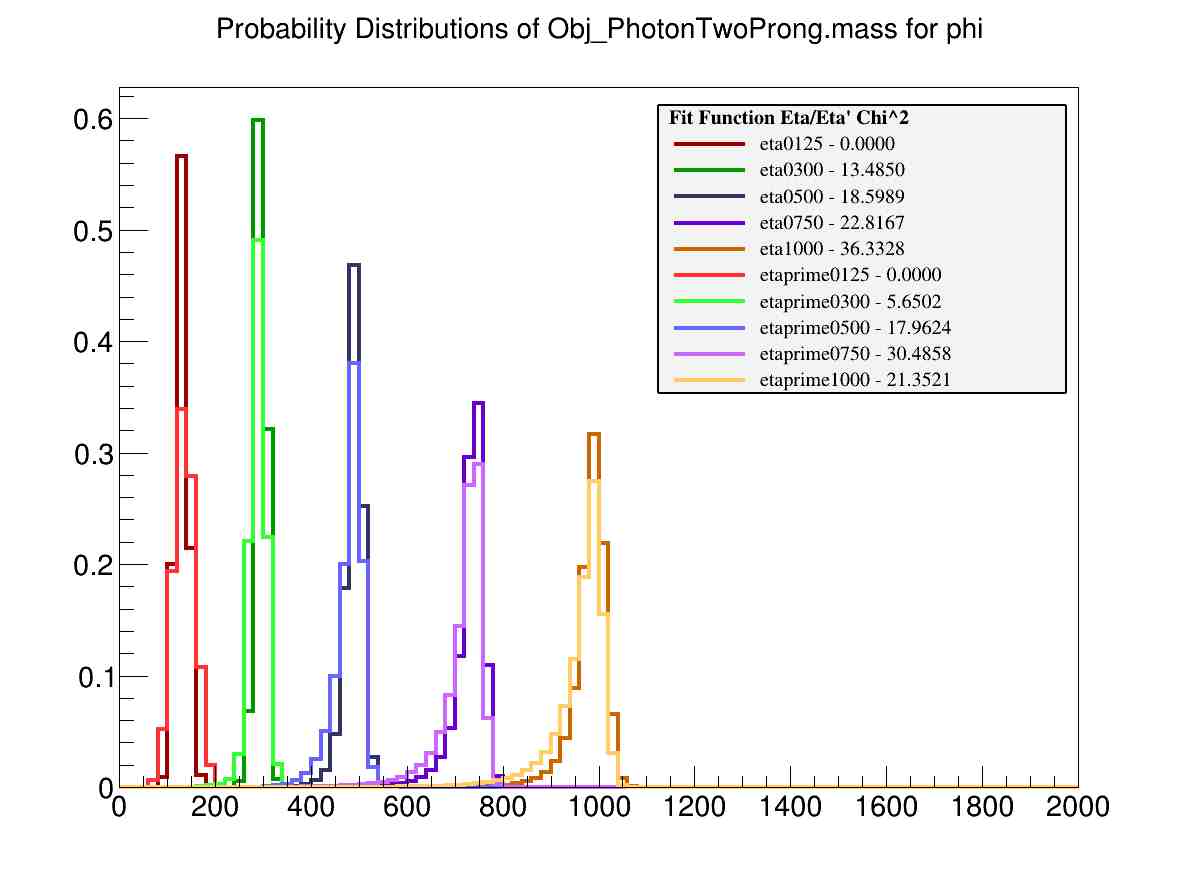 Probability Distributions of Obj_PhotonTwoProng.mass for phi
0.6
0.5
0.4
0.3
0.2
0.1
0
Fit Function Eta/Eta' Chi^2
eta0125 - 0.0000
eta0300 - 13.4850
eta0500 - 18.5989
eta0750 - 22.8167
eta1000 - 36.3328
etaprime0125 - 0.0000
etaprime0300 - 5.6502
etaprime0500 - 17.9624
etaprime0750 - 30.4858
etaprime1000 - 21.3521
0 200 400 600 800 1000 1200 1400 1600 1800 2000